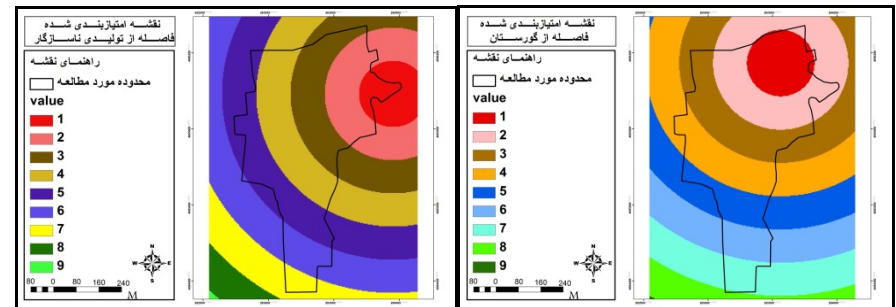 نقشه امتیازبندی شده
فاصله از تولیدی ناسازگار
راهنمای نقشه
محدوده مورد مطالعه
value
1
2
3
4
5
6
7
8
9
N
W E
S
80 0 80 160 240
M
نقشه امتیازبندی شده
فاصله از گورستان
راهنمای نقشه
محدوده مورد مطالعه
value
1
2
3
4
5
6
7
8
9
N
W E
S
80 0 80 160 240
M